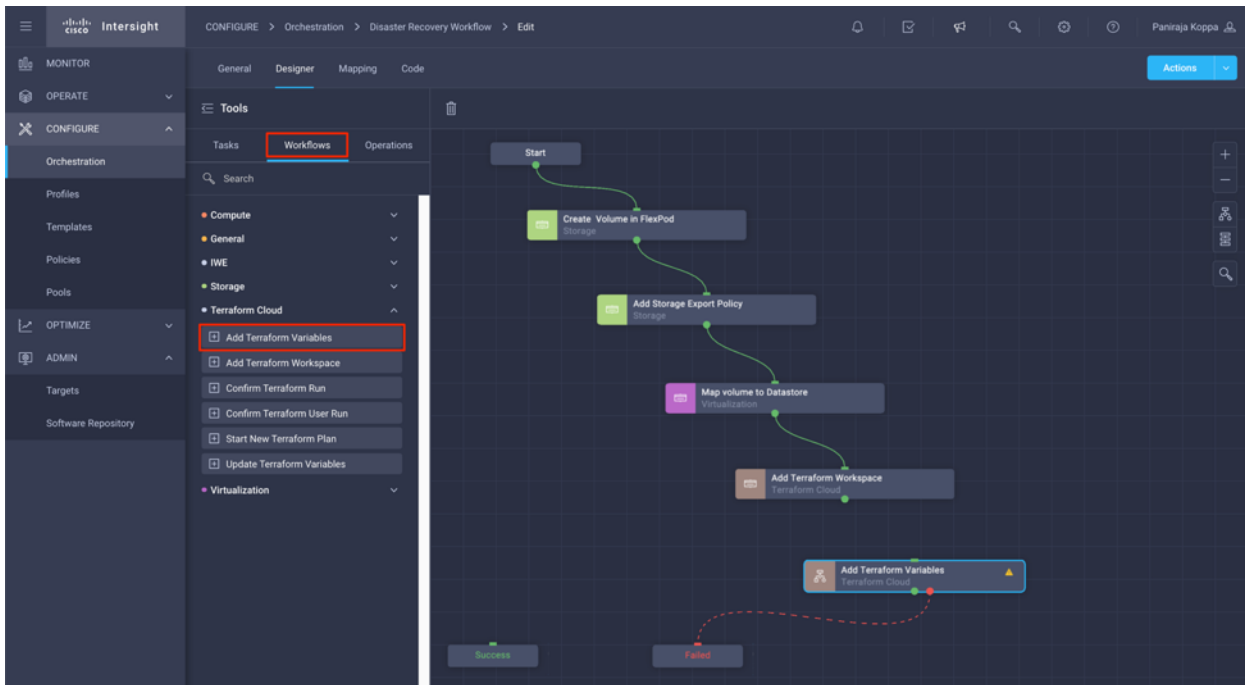 cisco Intersight
CONFIGURE > Orchestration > Disaster Recovery Workflow > Edit
Paniraja Koppa
MONITOR
OPERATE
CONFIGURE
Orchestration
Profiles
Templates
Policies
Pools
OPTIMIZE
ADMIN
Targets
Software Repository
General Designer Mapping Code
Actions
Tools
Tasks Workflows Operations
Search
Compute
General
IWE
Storage
Terraform Cloud
Add Terraform Variables
Add Terraform Workspace
Confirm Terraform Run
Confirm Terraform User Run
Start New Terraform Plan
Update Terraform Variables
Virtualization
Start
Create Volume in FlexPod
Storage
Add Storage Export Policy
Storage
Map volume to Datastore
Virtualization
Add Terraform Workspace
Terraform Cloud
Add Terraform Variables
Terraform Cloud
Success
Failed